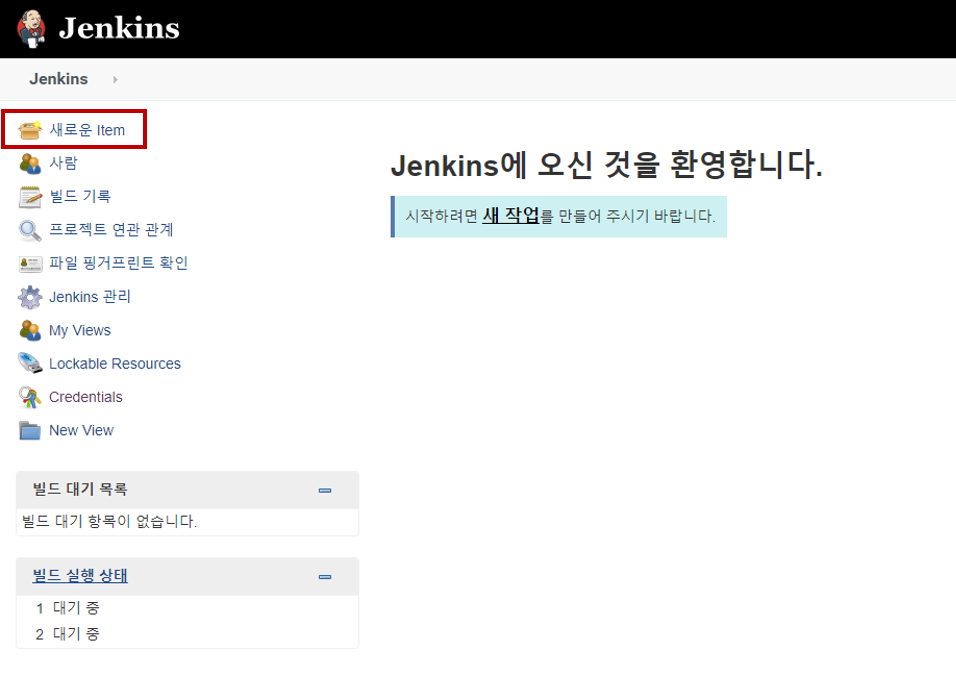 Jenkins
Jenkins
새로운 Item
사람
빌드 기록
프로젝트 연관 관계
파일 핑거프린트 확인
Jenkins 관리
My Views
Lockable Resources
Credentials
New View
빌드 대기 목록
빌드 대기 항목이 없습니다.
빌드 실행 상태
1 대기 중
2 대기 중
Jenkins에 오신 것을 환영합니다.
시작하려면 새 작업를 만들어 주시기 바랍니다.